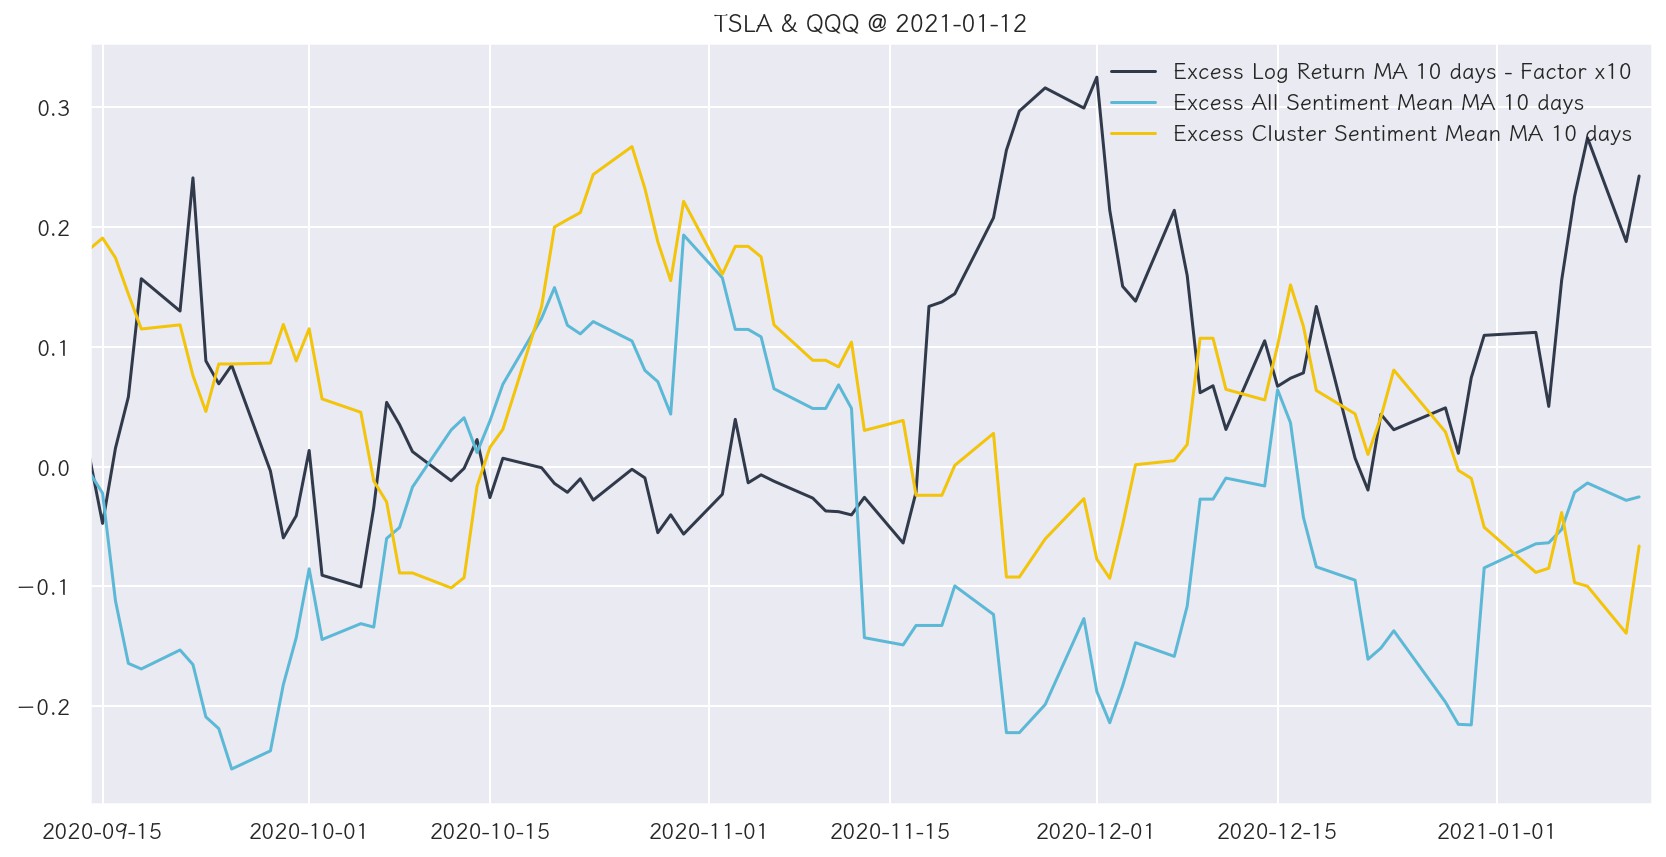 TSLA & QQQ @ 2021-01-12
Excess Log Return MA 10 days - Factor x10
Excess All Sentiment Mean MA 10 days
Excess Cluster Sentiment Mean MA 10 days
0.3
0.2
0.1
0.0
−0.1
−0.2
2020-09-15 2020-10-01 2020-10-15 2020-11-01 2020-11-15 2020-12-01 2020-12-15 2021-01-01